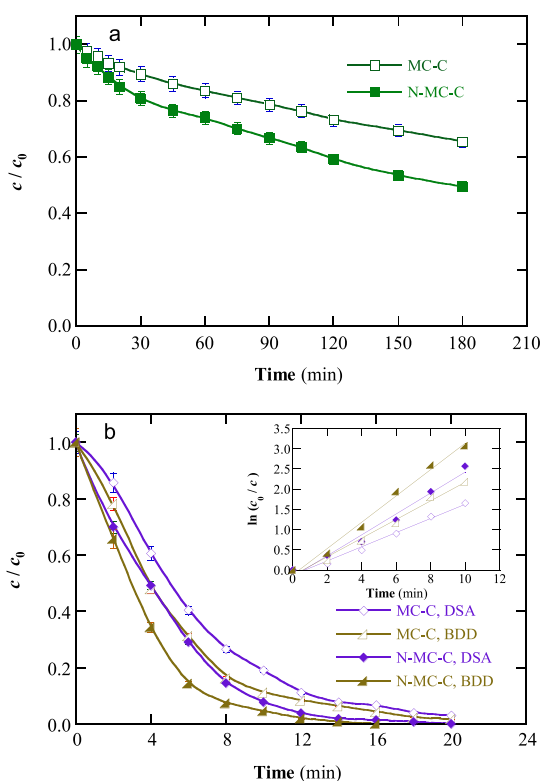 a
1.0
0.8
0.6
0.4
0.2
0.0
c / c0
MC-C
N-MC-C
0 30 60 90 120 150 180 210
Time (min)
b
1.0
0.8
0.6
0.4
0.2
0.0
c / c0
3.5
3.0
2.5
2.0
1.5
1.0
0.5
0.0
ln (c0 / c)
0 2 4 6 8 10 12
Time (min)
MC-C, DSA
MC-C, BDD
N-MC-C, DSA
N-MC-C, BDD
0 4 8 12 16 20 24
Time (min)